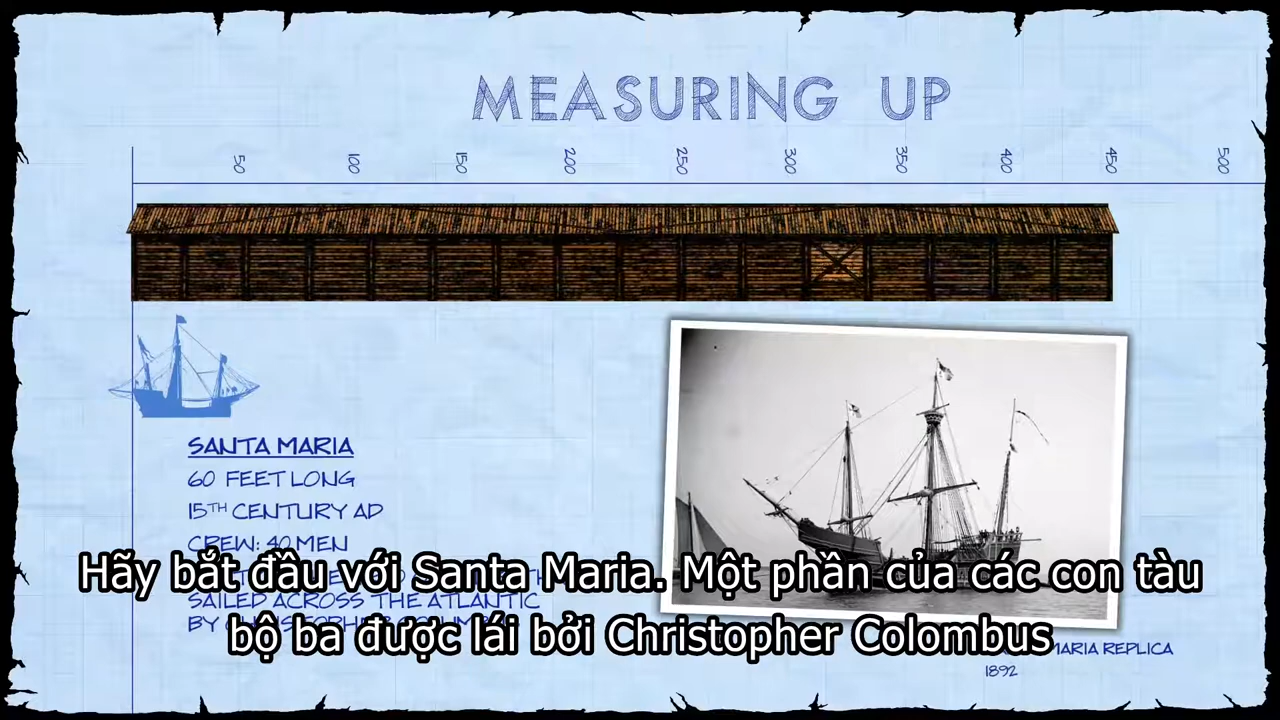 MEASURING UP
50 100 150 200 250 300 350 400 450 500
SANTA MARIA
60 FEET LONG
15TH CENTURY AD
CREW: 40 MEN
SAILED ACROSS THE ATLANTIC
BY
Hãy bắt đầu với Santa Maria. Một phần của các con tàu
bộ ba được lái bởi Christopher Colombus
MARIA REPLICA
1892